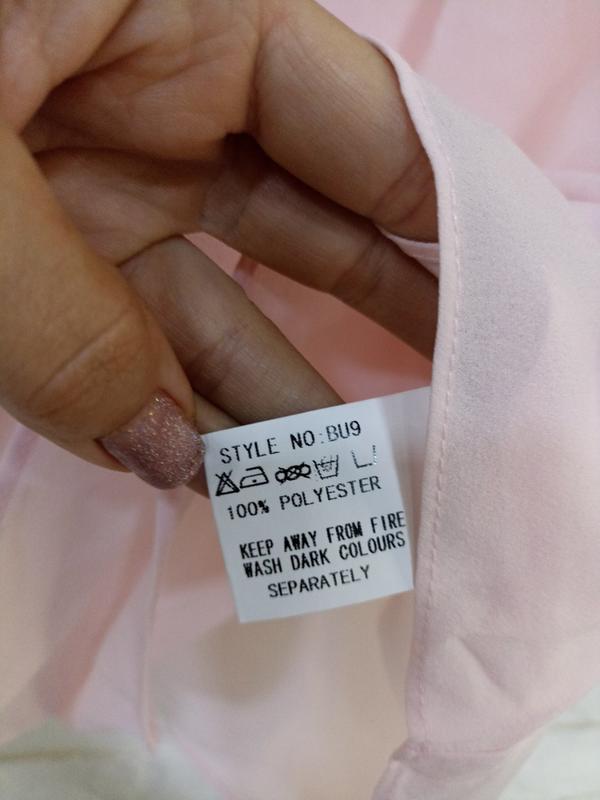 STYLE NO:BU9
100% POLYESTER
KEEP AWAY FROM FIRE
WASH DARK COLOURS
SEPARATELY